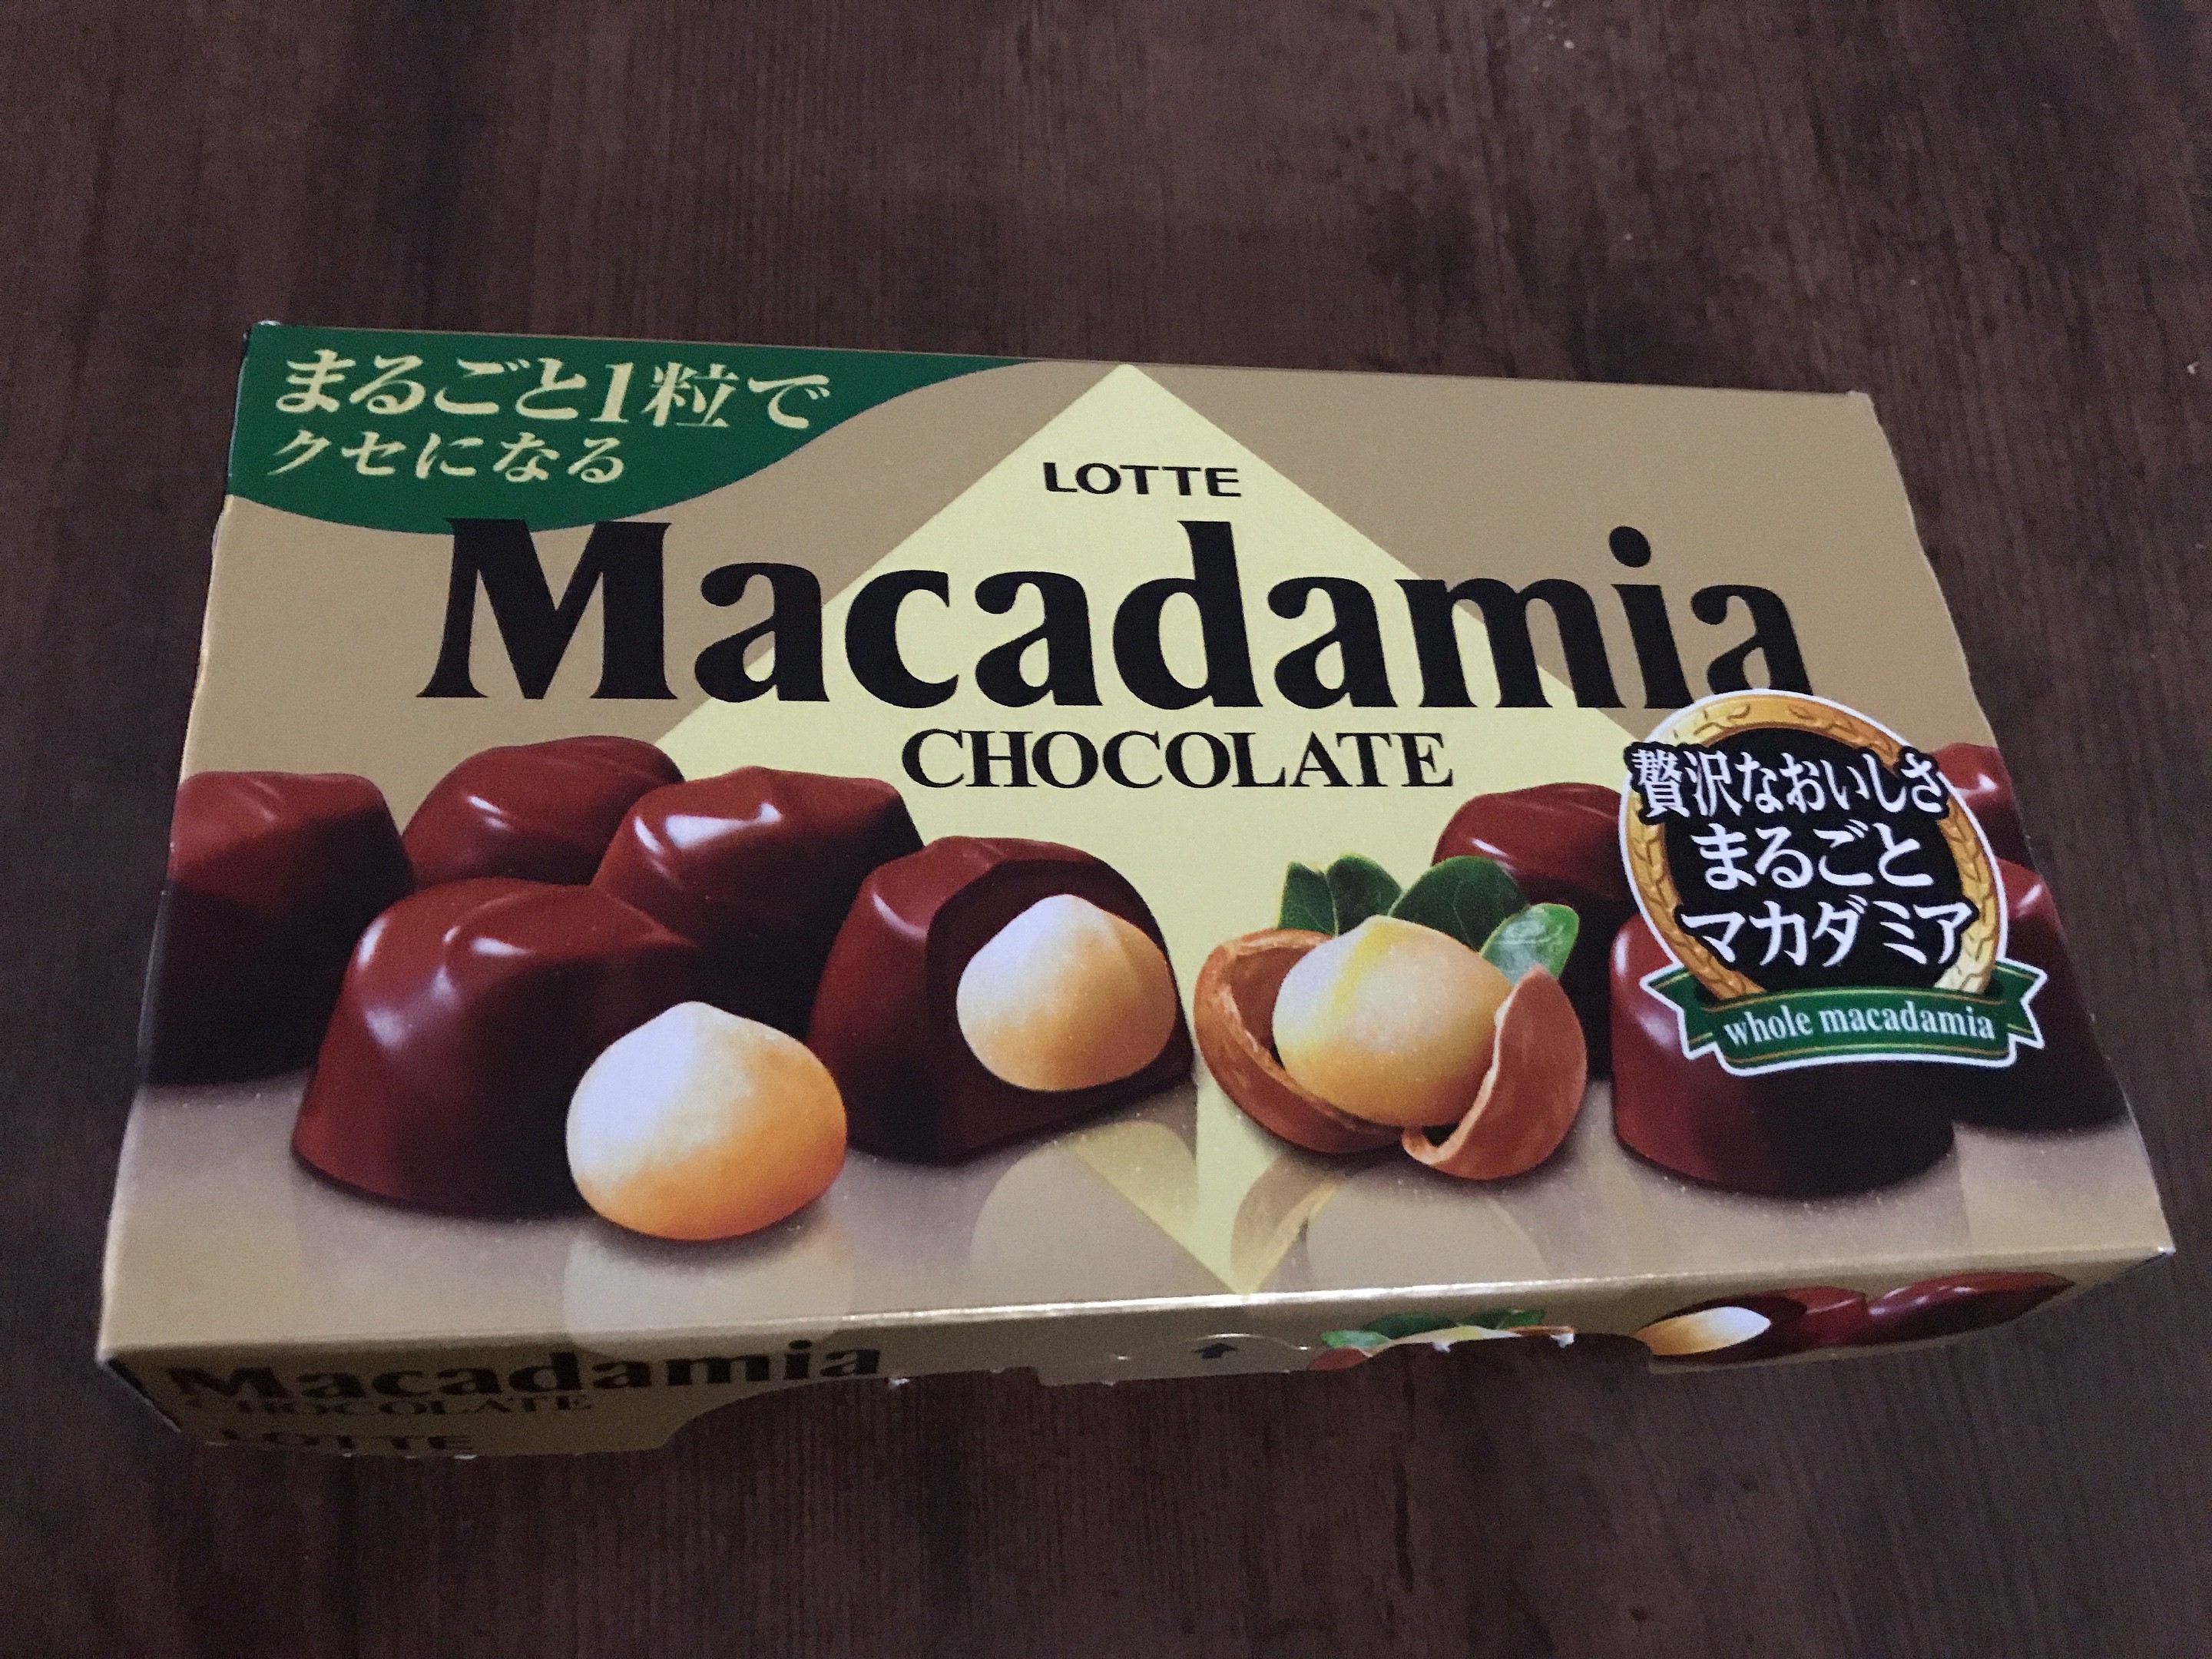 まるごと1粒で
クセになる
LOTTE
Macadamia
CHOCOLATE
贅沢なおいしさ
まるごと
マカダミア
whole macadamia
Macadamia
CHOCOLATE
LOTTE